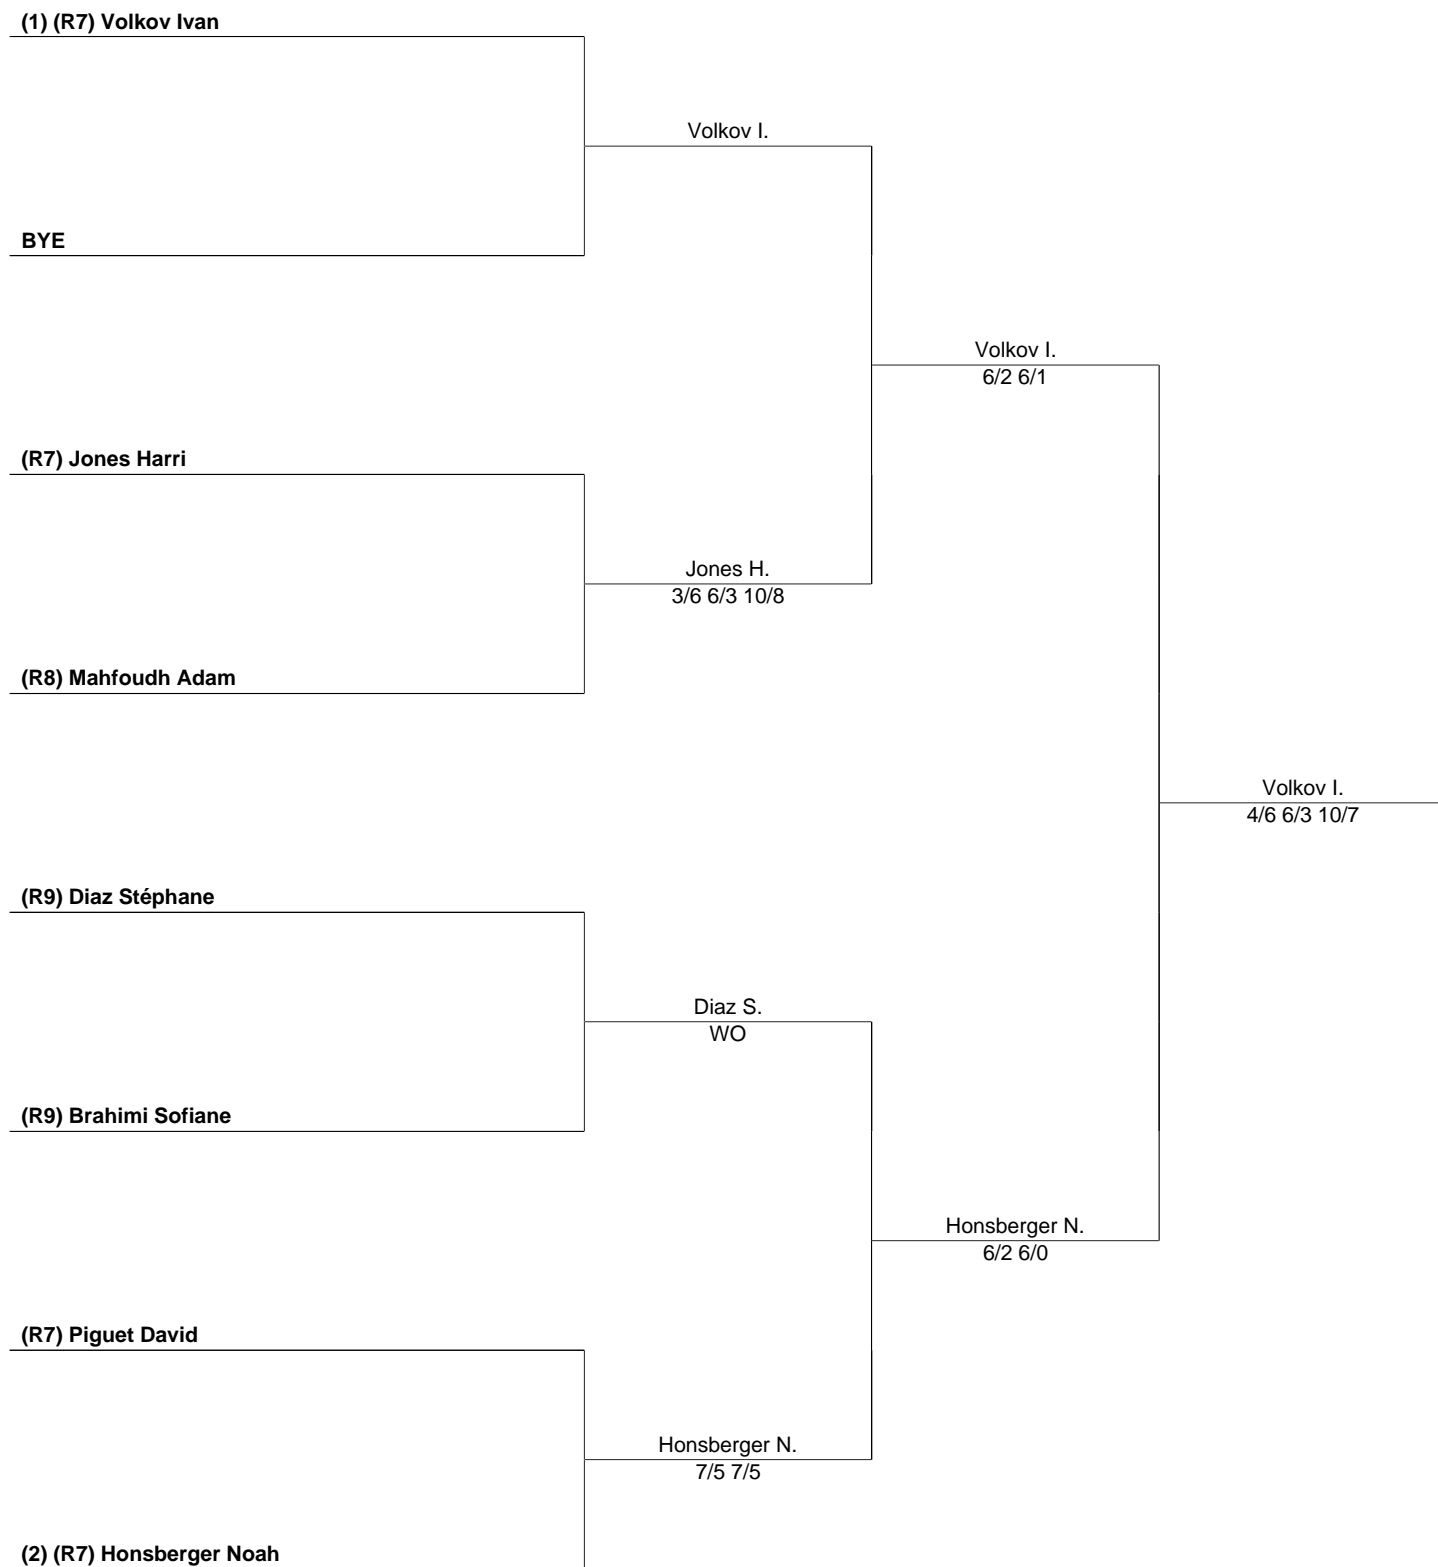 (1) (R7) Volkov Ivan
Volkov I.
BYE
Volkov I.
6/2 6/1
(R7) Jones Harri
Jones H.
3/6 6/3 10/8
(R8) Mahfoudh Adam
Volkov I.
4/6 6/3 10/7
(R9) Diaz Stéphane
Diaz S.
WO
(R9) Brahimi Sofiane
Honsberger N.
6/2 6/0
(R7) Piguet David
Honsberger N.
7/5 7/5
(2) (R7) Honsberger Noah